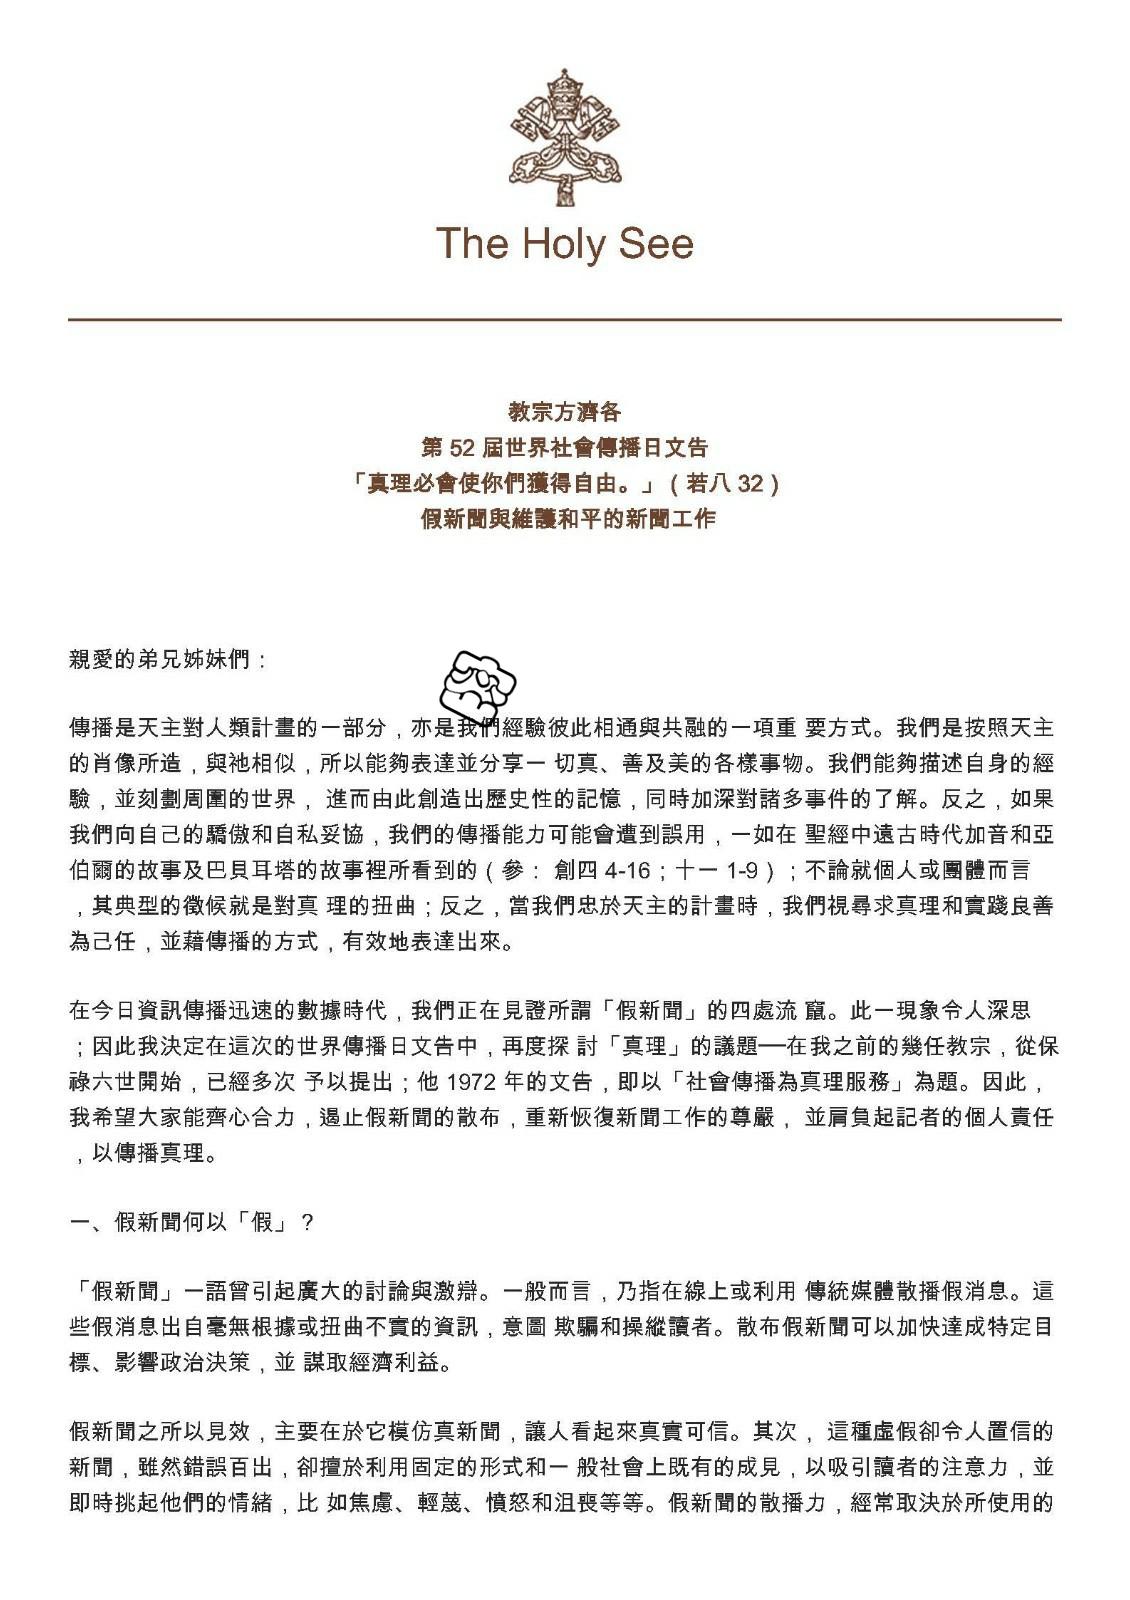 The Holy See
教宗方濟各
第 52 屆世界社會傳播日文告
「真理必會使你們獲得自由。」（若八 32）
假新聞與維護和平的新聞工作
親愛的弟兄姊妹們：
傳播是天主對人類計畫的一部分，亦是我們經驗彼此相通與共融的一項重 要方式。我們是按照天主
的肖像所造，與祂相似，所以能夠表達並分享一 切真、善及美的各樣事物。我們能夠描述自身的經
驗，並刻劃周圍的世界， 進而由此創造出歷史性的記憶，同時加深對諸多事件的了解。反之，如果
我們向自己的驕傲和自私妥協，我們的傳播能力可能會遭到誤用，一如在 聖經中遠古時代加音和亞
伯爾的故事及巴貝耳塔的故事裡所看到的（參： 創四 4-16；十一 1-9）；不論就個人或團體而言
，其典型的徵候就是對真 理的扭曲；反之，當我們忠於天主的計畫時，我們視尋求真理和實踐良善
為己任，並藉傳播的方式，有效地表達出來。
在今日資訊傳播迅速的數據時代，我們正在見證所謂「假新聞」的四處流 竄。此一現象令人深思
；因此我決定在這次的世界傳播日文告中，再度探 討「真理」的議題──在我之前的幾任教宗，從保
祿六世開始，已經多次 予以提出；他 1972 年的文告，即以「社會傳播為真理服務」為題。因此，
我希望大家能齊心合力，遏止假新聞的散布，重新恢復新聞工作的尊嚴， 並肩負起記者的個人責任
，以傳播真理。
一、假新聞何以「假」？
「假新聞」一語曾引起廣大的討論與激辯。一般而言，乃指在線上或利用 傳統媒體散播假消息。這
些假消息出自毫無根據或扭曲不實的資訊，意圖 欺騙和操縱讀者。散布假新聞可以加快達成特定目
標、影響政治決策，並 謀取經濟利益。
假新聞之所以見效，主要在於它模仿真新聞，讓人看起來真實可信。其次， 這種虛假卻令人置信的
新聞，雖然錯誤百出，卻擅於利用固定的形式和一 般社會上既有的成見，以吸引讀者的注意力，並
即時挑起他們的情緒，比 如焦慮、輕蔑、憤怒和沮喪等等。假新聞的散播力，經常取決於所使用的